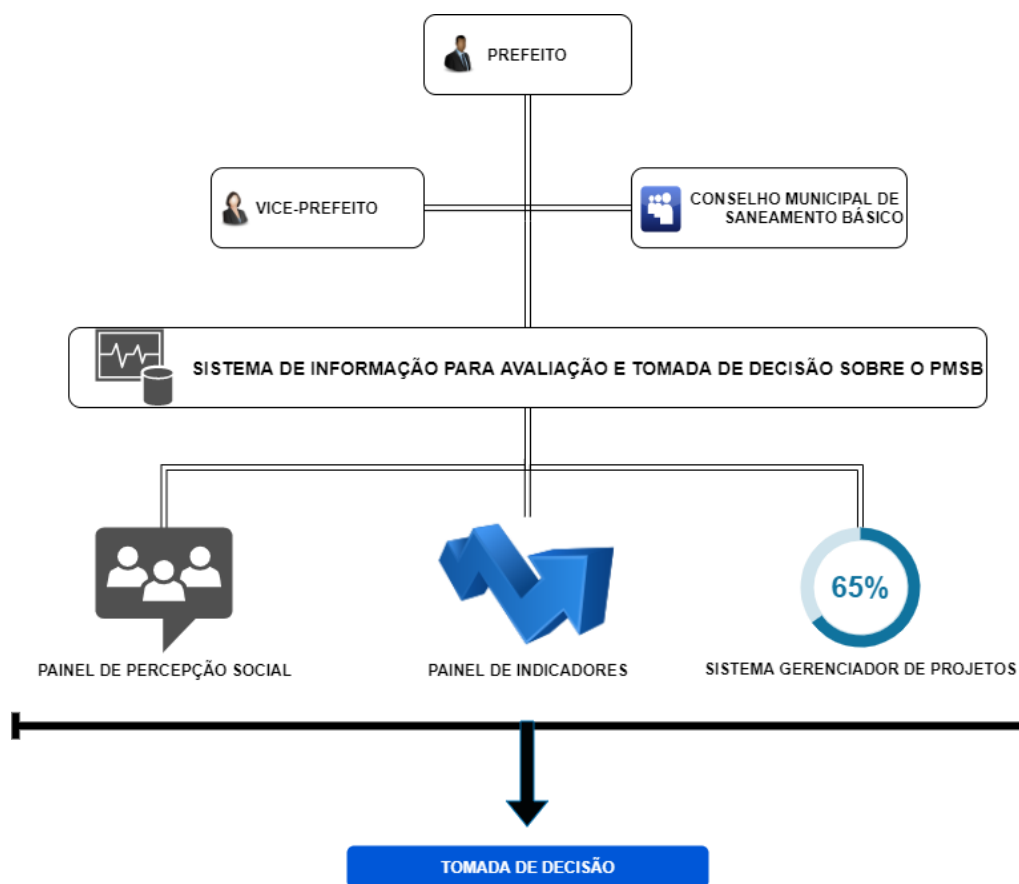 PREFEITO
VICE-PREFEITO
CONSELHO MUNICIPAL DE
SANEAMENTO BÁSICO
SISTEMA DE INFORMAÇÃO PARA AVALIAÇÃO E TOMADA DE DECISÃO SOBRE O PMSB
65%
PAINEL DE PERCEPÇÃO SOCIAL
PAINEL DE INDICADORES
SISTEMA GERENCIADOR DE PROJETOS
TOMADA DE DECISÃO